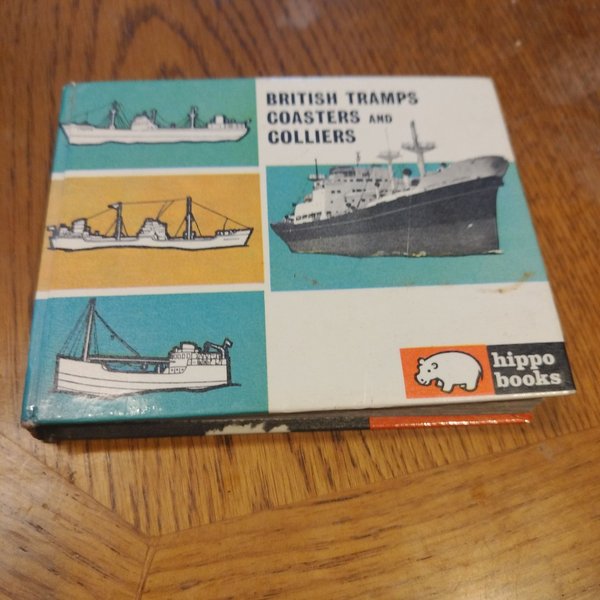 BRITISH TRAMPS
COASTERS AND
COLLIERS
hippo
books